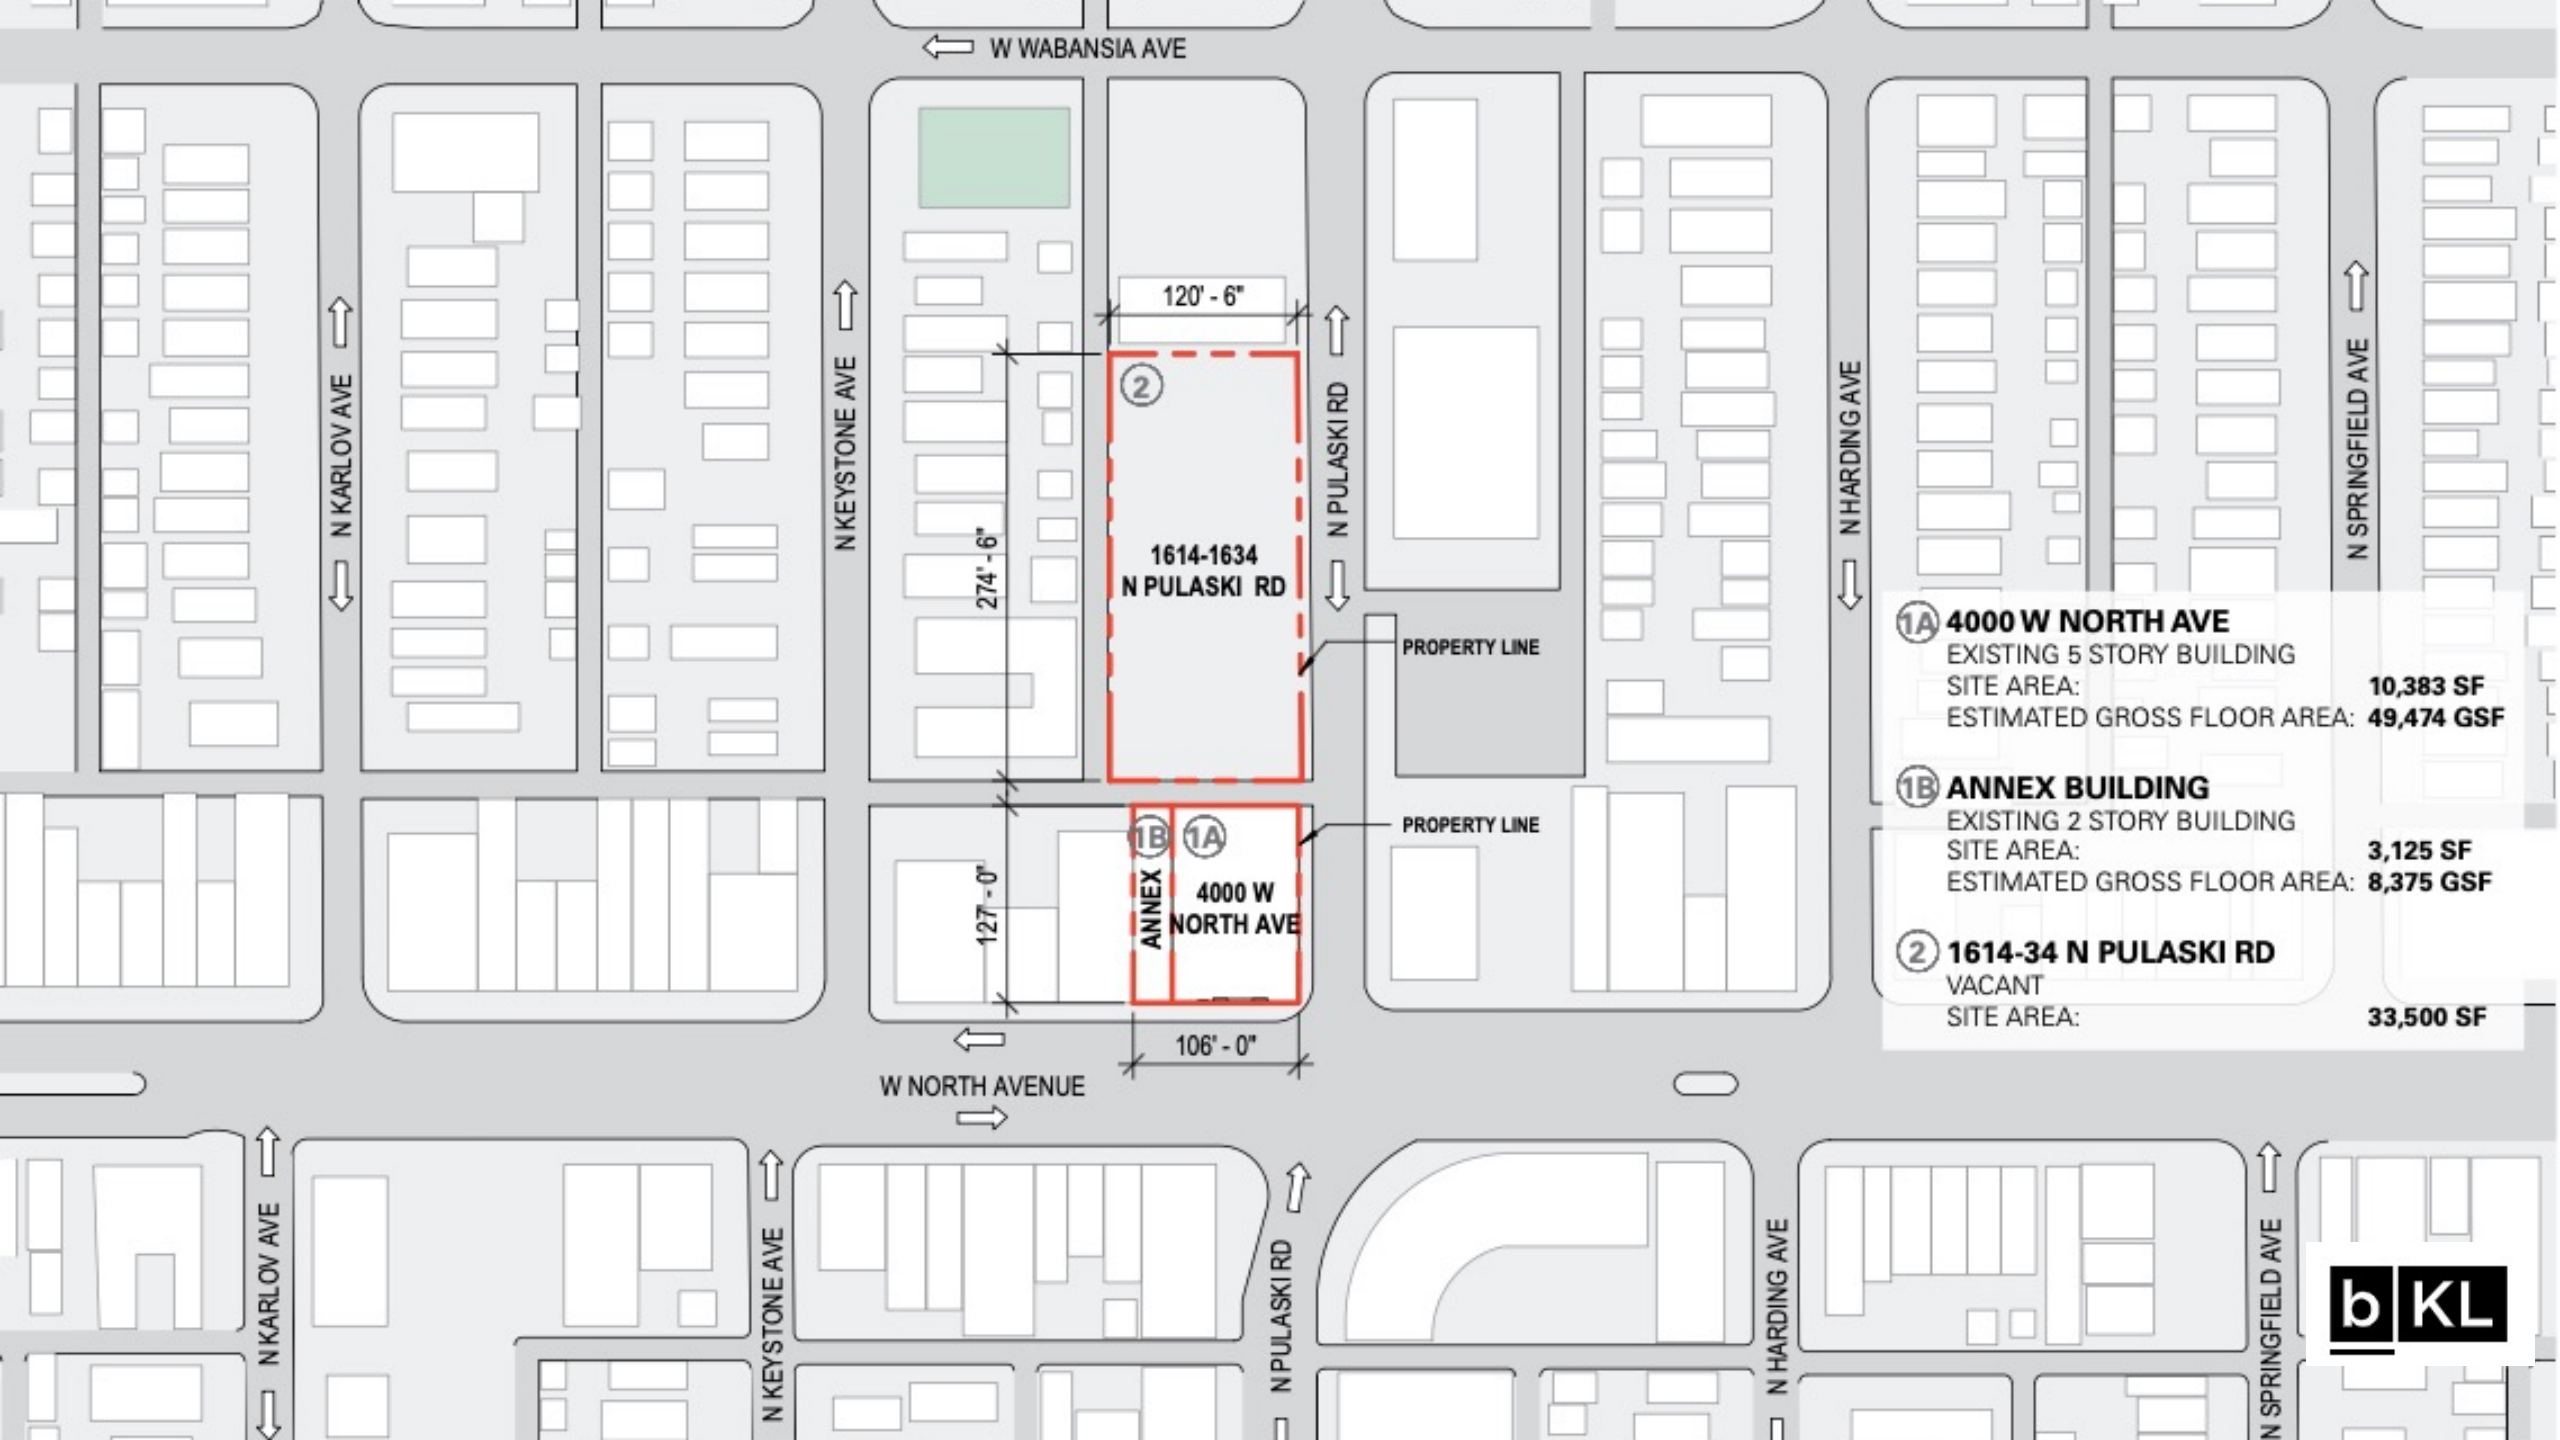 W WABANSIA AVE
120' - 6"
2
N KARLOV AVE
N KEYSTONE AVE
274' - 6"
1614-1634
N PULASKI RD
N PULASKI RD
N HARDING AVE
N SPRINGFIELD AVE
PROPERTY LINE
PROPERTY LINE
1B
1A
ANNEX
4000 W
NORTH AVE
127' - 0"
106' - 0"
W NORTH AVENUE
1A 4000 W NORTH AVE
EXISTING 5 STORY BUILDING
SITE AREA: 10,383 SF
ESTIMATED GROSS FLOOR AREA: 49,474 GSF
1B ANNEX BUILDING
EXISTING 2 STORY BUILDING
SITE AREA: 3,125 SF
ESTIMATED GROSS FLOOR AREA: 8,375 GSF
2 1614-34 N PULASKI RD
VACANT
SITE AREA: 33,500 SF
N KARLOV AVE
N KEYSTONE AVE
N PULASKI RD
N HARDING AVE
N SPRINGFIELD AVE
bKL